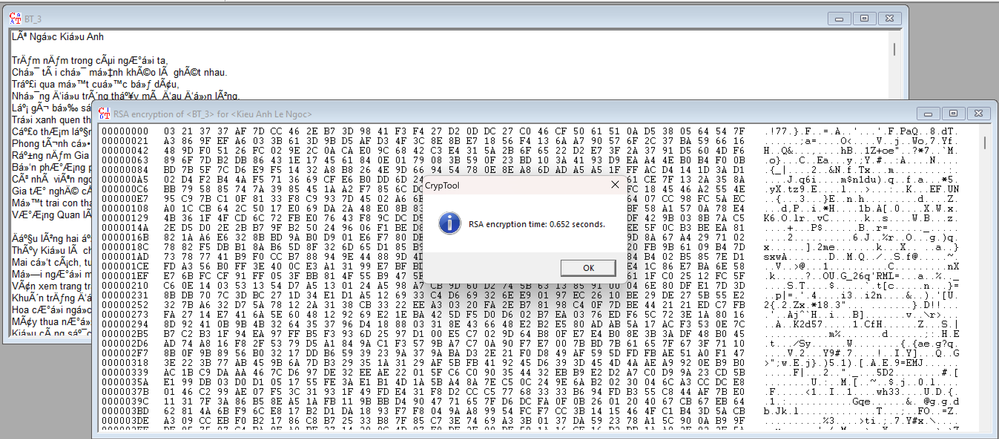 BT_3
LÃª Ngá»c Kiá»u Anh
TrÄƒm nÄƒm trong cÃµi ngÆ°á»i ta,
Chá»¯ tÃ i chá»¯ má»‡nh khÃ©o lÃ  ghÃ©t nhau.
Tráº£i qua má»™t cuá»™c bá»ƒ dÃ¢u,
Nhá»¯ng Ä'iá»u trÃ´ng tháº¥y mÃ  Ä'au Ä'á»›n lÃ²ng.
Láº¡ gÃ¬ bá»‰ sá
Trá»i xanh quen th
Cáº£o thÆ¡m láº§r
Phong tÃ¬nh cá»•
Ráº±ng nÄƒm Gia
Bá»'n phÆ°Æ¡ng p
CÃª nhÃ  viÃªn ngo
Gia tÆ° nghÄ© cÅ
Má»™t trai con tha
VÆ°Æ¡ng Quan lÃ
Äáº§u lÃ²ng hai áº
ThÃºy Kiá»u lÃ  ch
Mai cá»'t cÃ¡ch, tu
Má»—i ngÆ°á»i m
VÃ¢n xem trang tr
KhuÃ´n trÄƒng Ä'á
Hoa cÆ°á»i ngá»c
MÃ¢y thua nÆ°á»
Kiá»u cÃ ng sáº¯c
RSA encryption of <BT_3> for <Kieu Anh Le Ngoc>
00000000 03 21 37 37 AF 7D CC 46 2E B7 3D 98 41 F3 F4 27 D2 0D DC 27 C0 46 CF 50 61 51 0A D5 38 05 64 54 7F .!77.}.F..=.A..'...'.F.PaQ..8.dT.
00000021 A3 86 9F EF A6 03 3B 61 3D 9B D5 AF D3 4F 3C 8E 8B E7 18 56 F4 13 6A A7 90 57 6F 2C 37 BA 59 66 16 ......;a=....O<....V..j..Wo,7.Yf.
00000042 48 9D F0 51 26 FC 02 9E 2C 0A CA E0 9C 68 42 C3 E4 31 5A 2B 6F 65 22 D2 E7 3F 2A 37 91 D5 60 4D F6 H..Q&...,....hB..1Z+oe"..?*7..`M.
00000063 89 6F 7D B2 DB 86 43 1E 17 45 61 84 0E 01 79 08 3B 59 0F 23 BD 10 3A 41 93 D9 EA A4 4E B0 B4 F0 0B .o}...C..Ea...y.;Y.#..:A....N....
00000084 BD 7B 5F 7C D6 E9 F5 14 32 A8 B8 26 4E 9D 66 94 54 78 0E 8E A8 6D AD A5 A5 1F FF AC D4 14 1D 3A D1 .{_|....2..&N.f.Tx...m.........:.
000000A5 02 D4 F2 B4 4A F5 71 36 69 CF E6 B0 DD 6D 24 61 CE 7F 13 2A 35 8A ....J.q6i....m$n1du).q..f.a...*5.
000000C6 BB 79 58 85 74 7A 39 85 45 1A A2 F7 85 6C DC FC 18 45 46 A2 55 4E .yX.tz9.E....l...>...:..K...EF.UN
000000E7 95 C9 7B C1 0F 81 33 F8 C9 93 7D 45 02 A6 6E 64 07 CC 98 FC 5A EC ..{...3...}E..n.h.........d....Z.
00000108 A0 1C CB 64 2C 50 17 E0 69 DA 2A 48 E0 8B 83 BF 58 A1 57 0A 78 E4 ...d,P..i.*H....1b.A[.0....X.W.x.
00000129 4B 36 1F 4F CD 6C 72 FB E0 76 43 F8 9C DC D5 DF 42 9B 03 8B 7A C5 K6.O.lr..vC......k..s....W.B...z.
0000014A 2E D5 D0 2E 2B B7 9F B2 50 24 96 06 F1 BE D8 EE 5F 0C B3 BE EA 81 ....+...P$......B..r=......_.....
0000016B 82 1A A6 E6 32 8B BD 9A B0 D9 01 E6 F7 80 DE 9D 8A 67 A4 29 71 02 ....2..........6.J..%r..O...g.)q.
0000018C 78 82 F5 DB B1 8A B6 5D 8F 32 6D 65 D1 85 B9 20 FB 9B 61 09 B4 7D x......].2me.......k...X.... .a..}
000001AD 73 78 77 41 B9 F0 CC B7 88 94 9E 44 88 9D 4D 84 B4 02 B5 85 7E D1 sxwA.......D..M.Q../..S.f@.....~.
000001CE FD A3 56 B0 FF 3E 40 0C E3 A1 31 99 E7 BF BD E4 1C 86 E7 BA 6E 58 ..V..>@...1..........C.........nX
000001EF E7 6B FC CF 91 FF 05 3F BB 81 4F 55 B9 47 5F 61 1F C0 25 12 FC 5F .k.....?..OU.G_26q'RML=...a..%.._
00000210 C6 0E 14 03 53 13 54 D7 A5 13 01 24 A5 98 A7 CB 9D 60 D2 74 5B 63 13 85 91 00 04 6E 80 DF E1 7D 3D ....S.T....$.....`.t[c.....n...}=
00000231 8B DB 70 7C 3D BC 27 1D 34 E1 D1 A5 12 69 33 C4 D6 69 32 6E E9 01 97 EC 26 10 BE 29 DE 27 5B 55 E2 ..p|=.'.4....i3..i2n....&..).'[U.
00000252 32 7B A6 32 D7 5A 78 12 2A 31 38 CB 33 22 EE A3 03 20 FA 2E B7 81 98 C4 0F 7D BE 44 21 21 ED C7 FB 2{.2.Zx.*18.3"... .......}.D!!...
00000273 FA 27 14 E7 41 6A 5E 60 48 12 92 69 E2 1E BA 42 5D F5 D0 D6 02 B7 EA 03 76 ED F6 5C 72 3E 1A 80 16 .'..Aj^`H..i...B].......v..\r>...
00000294 8D 92 41 0B 9B 4B 32 64 35 37 96 D4 18 88 03 31 8E 43 66 48 E2 B2 E5 80 AD AB 5A 17 AC F3 53 0E 7C ..A..K2d57.....1.CfH......Z...S.|
000002B5 B7 C2 B3 1F 94 EA 97 FF B5 F3 93 6D 25 97 D1 00 E5 C7 02 9D 64 B8 0F E7 E4 B0 8E 3B 3A DF 48 B0 45 ...........m%.......d......;:.H.E
000002D6 AD 74 A8 16 F8 2F 53 79 D5 A1 84 9A C1 F3 57 9B A7 C7 0A 90 F7 E7 00 7B BD 7B 61 65 7F 67 3F 71 10 .t.../Sy......W........{.{ae.g?q.
000002F7 8B 0F 9B 89 56 B0 32 17 DD B6 59 39 23 9A 37 9A BA D3 2E 21 F0 D8 49 AF 59 5D FD FB AE 51 A0 F1 47 ....V.2...Y9#.7....!..I.Y]...Q..G
00000318 3E 22 3B 77 AB 45 9B 6A 7D B3 29 35 1A 31 29 AF 5B FB 41 92 45 D6 39 3D 45 4D 4A AE A9 92 0E B9 B0 >";w.E.j}.)5.1).[.A.E.9=EMJ......
00000339 AC 1B C9 DA AA 46 7C D6 97 DE 32 EE AE 22 01 5F C6 C0 90 35 44 32 EB B9 E2 D2 A7 C0 D9 9A 23 CD 5B .....F|...2.."._...5D2........#.[
0000035A E1 99 DB 03 D0 D1 05 17 55 FE 3A E1 B1 4D 1A 5B A4 8A 7E C5 0C 24 9E 6A B2 02 30 04 6C A3 CC DC E8 ........U.:..M.[..~..$.j..0.l....
0000037B 01 46 C2 99 AE 07 F5 3C 31 93 1F 49 FD E4 31 F8 D2 CC C5 77 68 33 33 B6 94 FD B3 55 C8 44 AF 7B E0 .F.....<1..I..1....wh33....U.D.{.
0000039C 11 31 7F 3A 86 B5 8E A5 1A FB 11 9B BB D4 90 47 71 65 7F D6 DC FA 0F 0B 26 01 20 40 67 CB 67 EB 64 .1.:...........Gqe......&. @g.g.d
000003BD 62 81 4A 6B F9 6C E8 17 B2 D1 DA 18 93 F7 F8 04 9A A8 99 54 FC F7 CC 3B 14 15 46 4F C1 B4 3D 5A CB b.Jk.l.............T...;..FO..=Z.
000003DE A3 09 CC EB F0 B2 17 86 C8 B7 25 33 B8 7F 85 C7 3E 74 69 A3 3B 01 37 DA 59 23 78 A1 5C 90 0A B9 9F ..........%3....>ti.;.7.Y#x.\....
CrypTool
RSA encryption time: 0.652 seconds.
OK